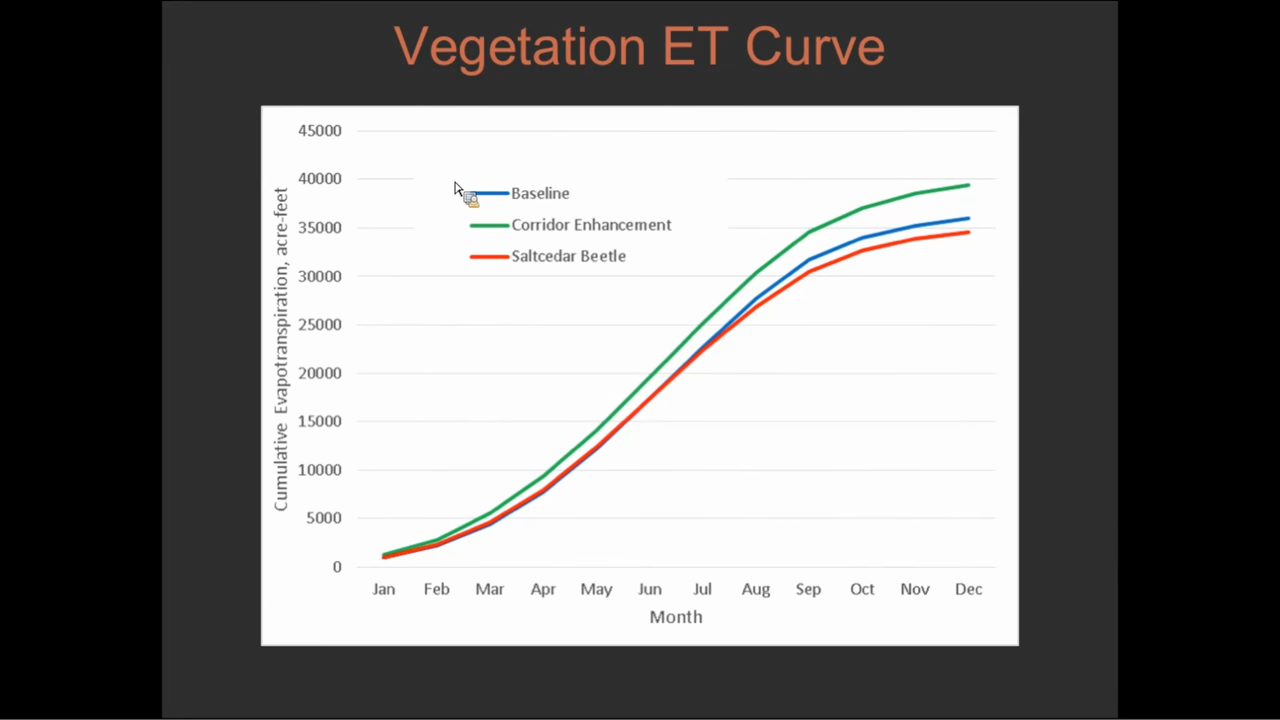 Vegetation ET Curve
45000
40000
35000
30000
25000
20000
15000
10000
5000
0
Cumulative Evapotranspiration, acre-feet
Baseline
Corridor Enhancement
Saltcedar Beetle
Jan Feb Mar Apr May Jun Jul Aug Sep Oct Nov Dec
Month